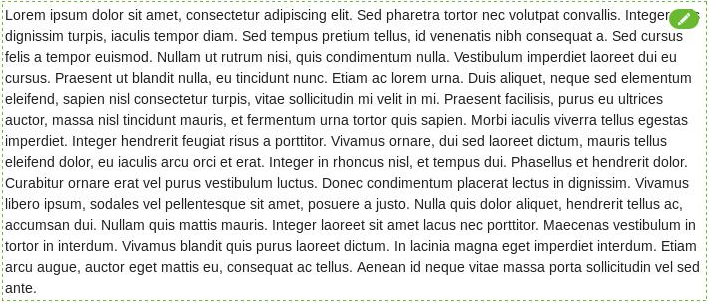 Lorem ipsum dolor sit amet, consectetur adipiscing elit. Sed pharetra tortor nec volutpat convallis. Integer
dignissim turpis, iaculis tempor diam. Sed tempus pretium tellus, id venenatis nibh consequat a. Sed cursus
felis a tempor euismod. Nullam ut rutrum nisi, quis condimentum nulla. Vestibulum imperdiet laoreet dui eu
cursus. Praesent ut blandit nulla, eu tincidunt nunc. Etiam ac lorem urna. Duis aliquet, neque sed elementum
eleifend, sapien nisl consectetur turpis, vitae sollicitudin mi velit in mi. Praesent facilisis, purus eu ultrices
auctor, massa nisl tincidunt mauris, et fermentum urna tortor quis sapien. Morbi iaculis viverra tellus egestas
imperdiet. Integer hendrerit feugiat risus a porttitor. Vivamus ornare, dui sed laoreet dictum, mauris tellus
eleifend dolor, eu iaculis arcu orci et erat. Integer in rhoncus nisl, et tempus dui. Phasellus et hendrerit dolor.
Curabitur ornare erat vel purus vestibulum luctus. Donec condimentum placerat lectus in dignissim. Vivamus
libero ipsum, sodales vel pellentesque sit amet, posuere a justo. Nulla quis dolor aliquet, hendrerit tellus ac,
accumsan dui. Nullam quis mattis mauris. Integer laoreet sit amet lacus nec porttitor. Maecenas vestibulum in
tortor in interdum. Vivamus blandit quis purus laoreet dictum. In lacinia magna eget imperdiet interdum. Etiam
arcu augue, auctor eget mattis eu, consequat ac tellus. Aenean id neque vitae massa porta sollicitudin vel sed
ante.